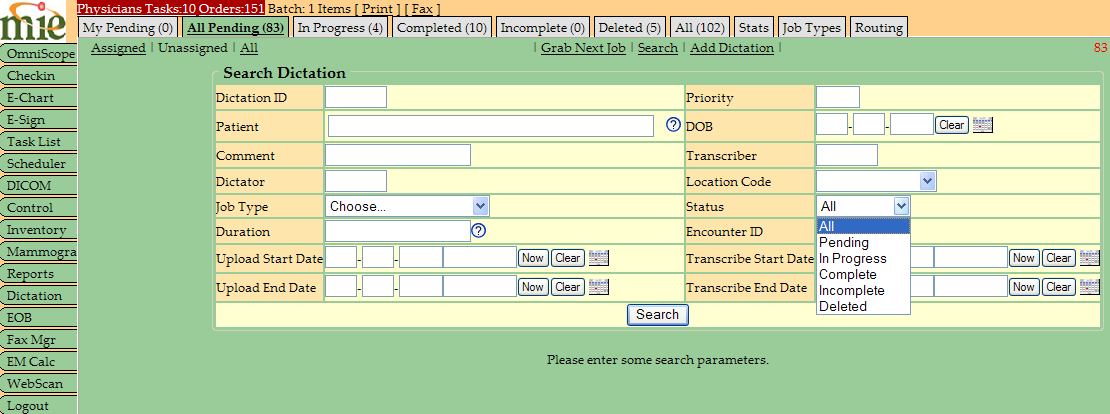 mie
Physicians Tasks:10 Orders:151 Batch: 1 Items [ Print ] [ Fax ]
My Pending (0) All Pending (83) In Progress (4) Completed (10) Incomplete (0) Deleted (5) All (102) Stats Job Types Routing
Assigned | Unassigned | All | Grab Next Job | Search | Add Dictation | 83
OmniScope
Checkin
E-Chart
E-Sign
Task List
Scheduler
DICOM
Control
Inventory
Mammogra
Reports
Dictation
EOB
Fax Mgr
EM Calc
WebScan
Logout
Search Dictation
Dictation ID Priority
Patient ? DOB - - Clear
Comment Transcriber
Dictator Location Code
Job Type Choose... Status All
Duration ? Encounter ID
Upload Start Date - - Now Clear Transcribe Start Date Now Clear
Upload End Date - - Now Clear Transcribe End Date Now Clear
All
Pending
In Progress
Complete
Incomplete
Deleted
Search
Please enter some search parameters.